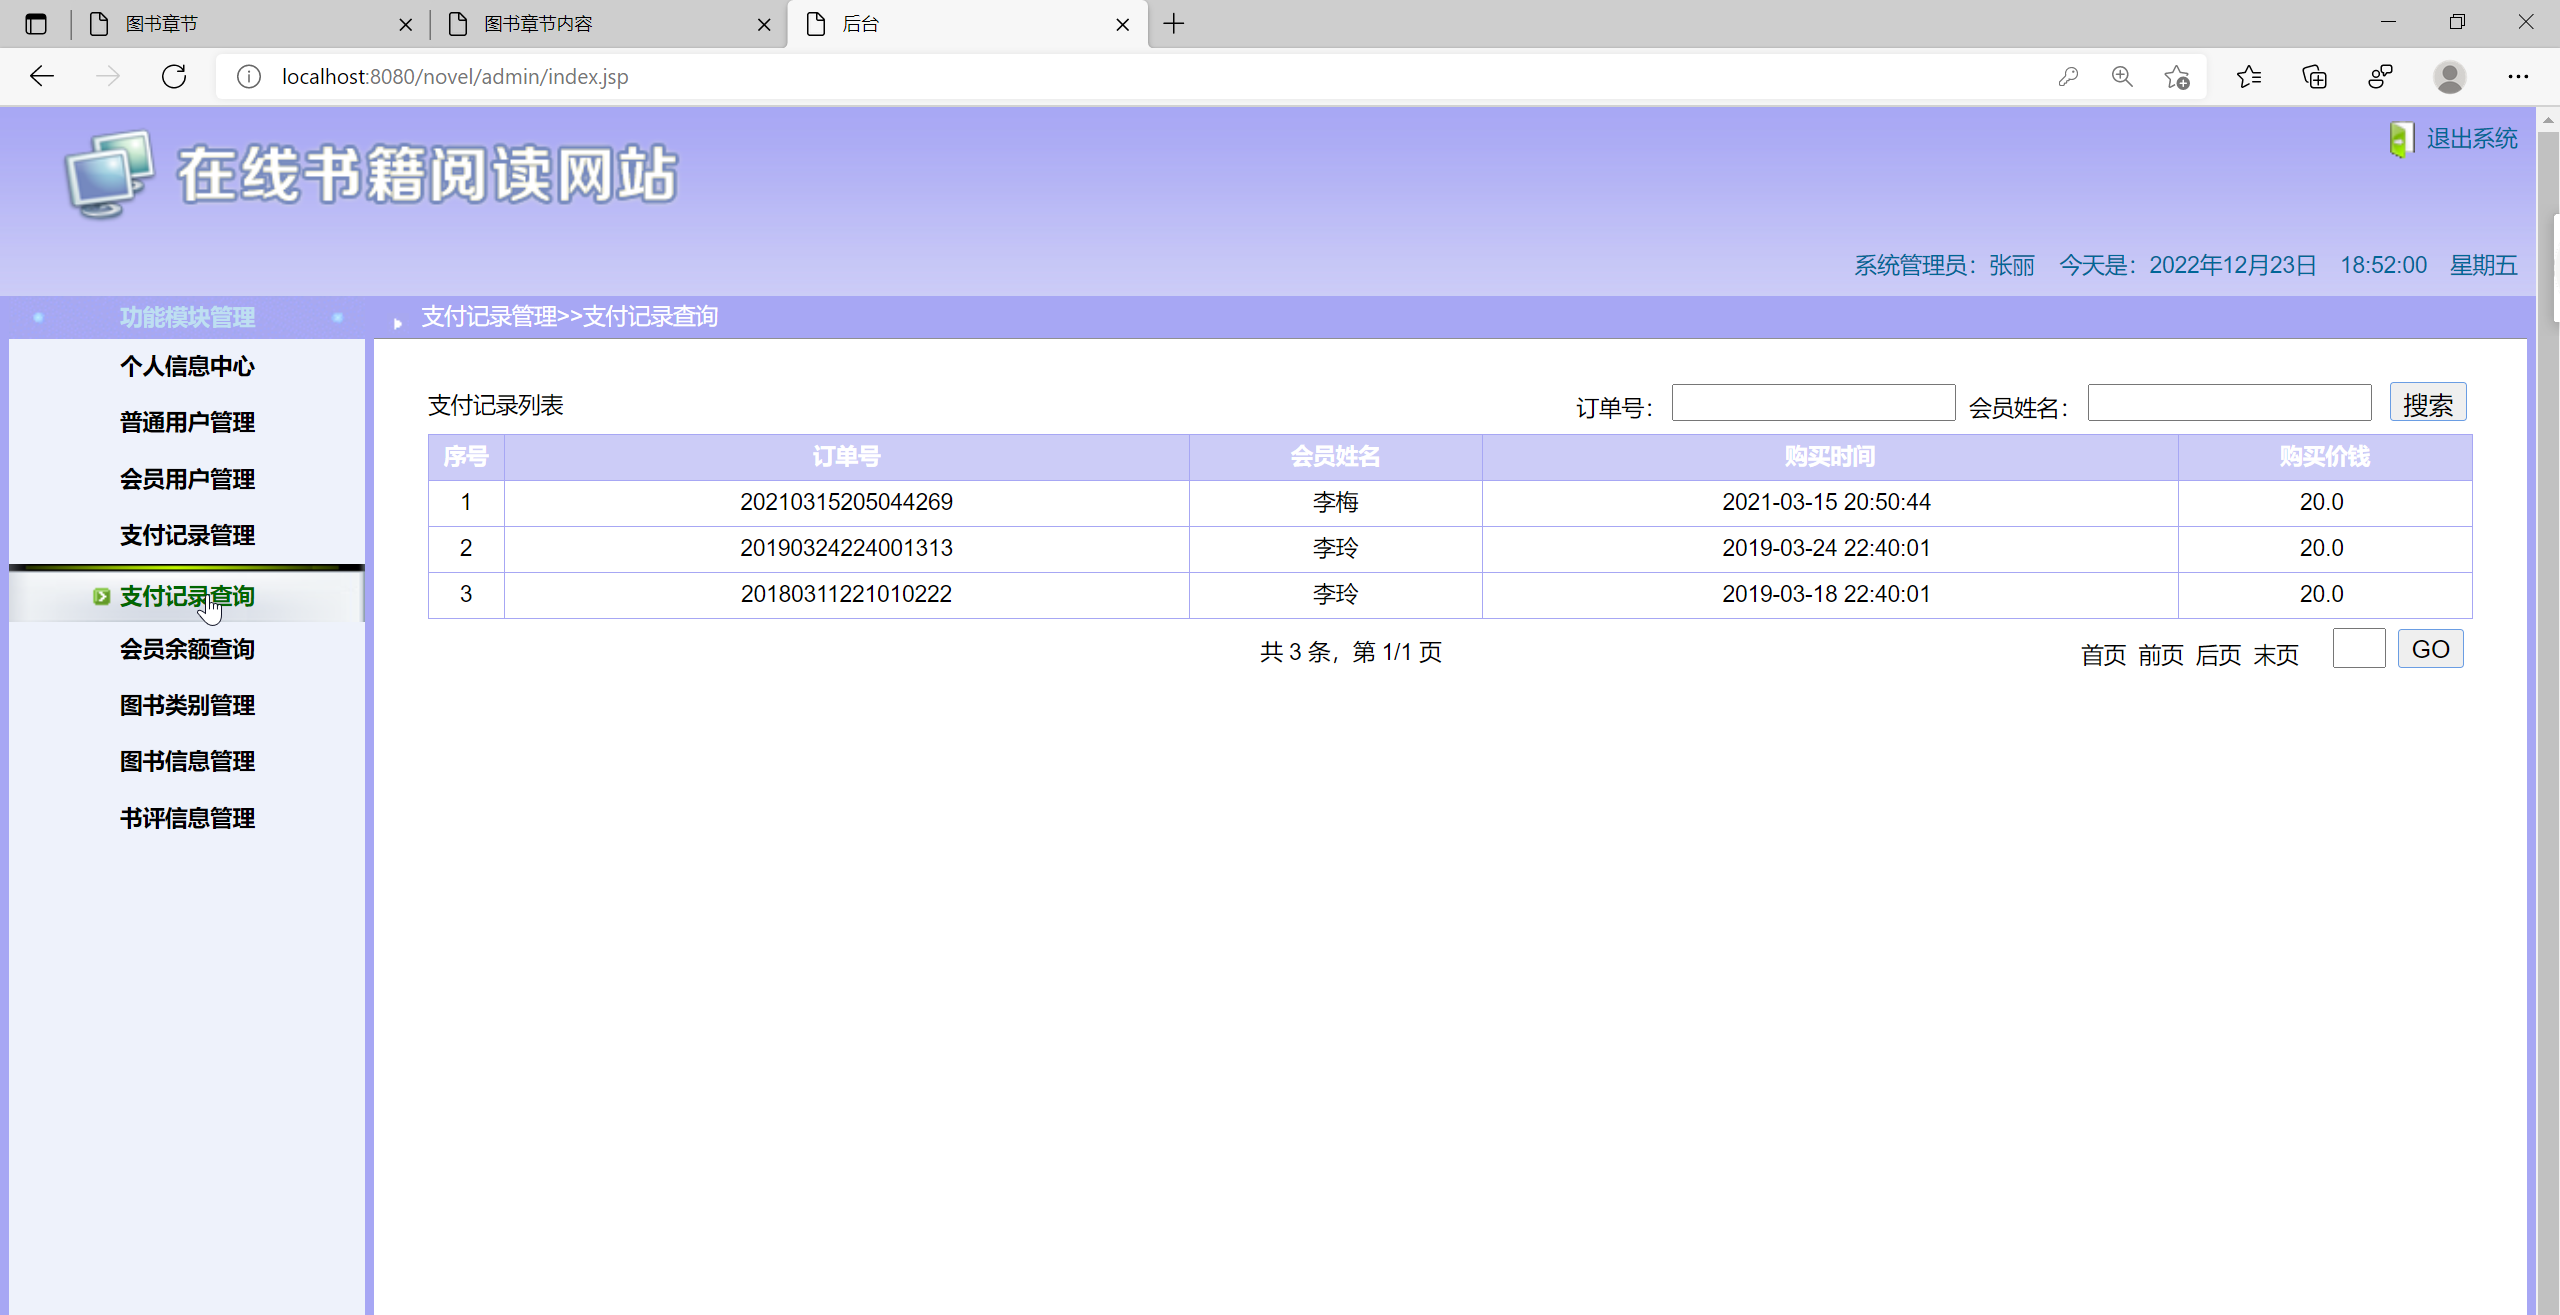 图书章节
图书章节内容
后台
localhost:8080/novel/admin/index.jsp
在线书籍阅读网站
退出系统
系统管理员：张丽 今天是：2022年12月23日 18:52:00 星期五
功能模块管理
支付记录管理>>支付记录查询
个人信息中心
普通用户管理
会员用户管理
支付记录管理
支付记录查询
会员余额查询
图书类别管理
图书信息管理
书评信息管理
支付记录列表
订单号： 会员姓名： 搜索
序号 订单号 会员姓名 购买时间 购买价钱
1 20210315205044269 李梅 2021-03-15 20:50:44 20.0
2 20190324224001313 李玲 2019-03-24 22:40:01 20.0
3 20180311221010222 李玲 2019-03-18 22:40:01 20.0
共 3 条，第 1/1 页
首页 前页 后页 末页 GO